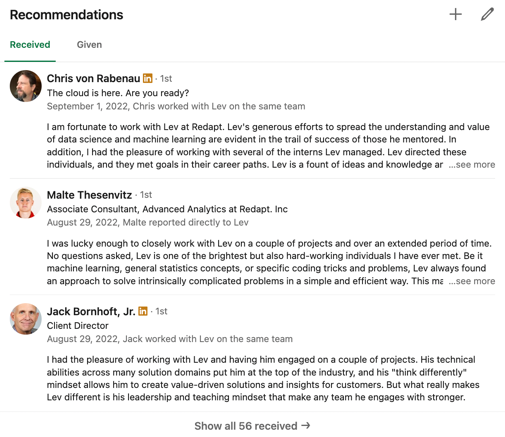 Recommendations
Received Given
Chris von Rabenau in · 1st
The cloud is here. Are you ready?
September 1, 2022, Chris worked with Lev on the same team
I am fortunate to work with Lev at Redapt. Lev's generous efforts to spread the understanding and value
of data science and machine learning are evident in the trail of success of those he mentored. In
addition, I had the pleasure of working with several of the interns Lev managed. Lev directed these
individuals, and they met goals in their career paths. Lev is a fount of ideas and knowledge ar ...see more
Malte Thesenvitz · 1st
Associate Consultant, Advanced Analytics at Redapt. Inc
August 29, 2022, Malte reported directly to Lev
I was lucky enough to closely work with Lev on a couple of projects and over an extended period of time.
No questions asked, Lev is one of the brightest but also hard-working individuals I have ever met. Be it
machine learning, general statistics concepts, or specific coding tricks and problems, Lev always found
an approach to solve intrinsically complicated problems in a simple and efficient way. This ma ...see more
Jack Bornhoft, Jr. in · 1st
Client Director
August 29, 2022, Jack worked with Lev on the same team
I had the pleasure of working with Lev and having him engaged on a couple of projects. His technical
abilities across many solution domains put him at the top of the industry, and his "think differently"
mindset allows him to create value-driven solutions and insights for customers. But what really makes
Lev different is his leadership and teaching mindset that make any team he engages with stronger.
Show all 56 received →